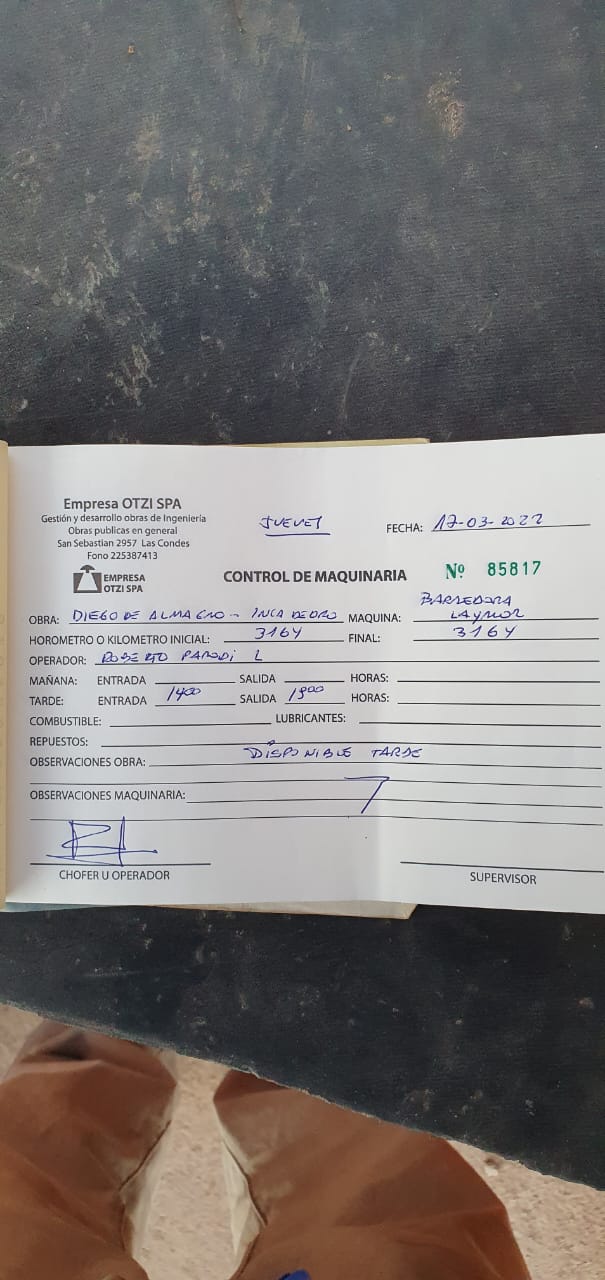 Empresa OTZI SPA
Gestión y desarrollo obras de Ingenieria
Obras publicas en general
San Sebastian 2957 Las Condes
Fono 225387413
EMPRESA
OTZI SPA
JUEVES
FECHA: 17-03-2022
CONTROL DE MAQUINARIA
Nº 85817
OBRA: DIEGO DE ALMAGRO - INCA DE ORO MAQUINA: BARREDORA
LAYMOR
HOROMETRO O KILOMETRO INICIAL: 3164 FINAL: 3164
OPERADOR: ROBERTO PARODI L
MAÑANA: ENTRADA SALIDA HORAS:
TARDE: ENTRADA 1400 SALIDA 1900 HORAS:
COMBUSTIBLE: LUBRICANTES:
REPUESTOS:
OBSERVACIONES OBRA: DISPONIBLE TARDE
OBSERVACIONES MAQUINARIA:
CHOFER U OPERADOR
SUPERVISOR